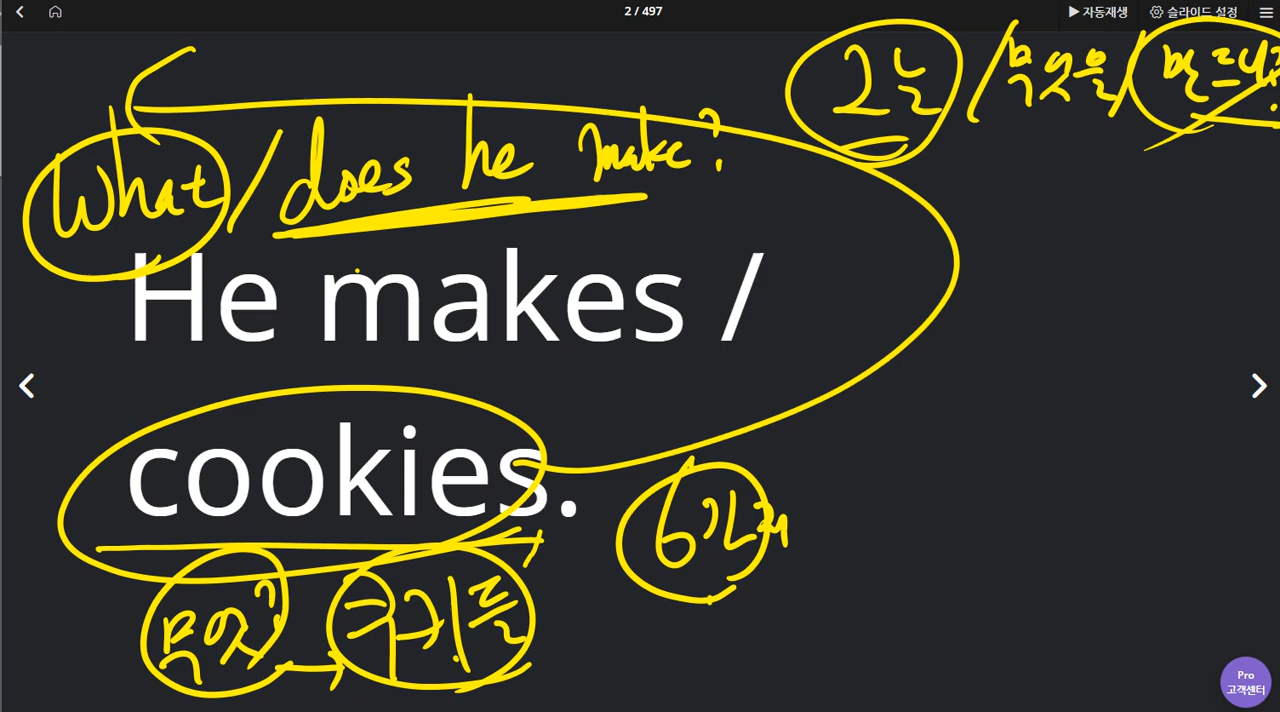 2 / 497
▶ 자동재생 슬라이드 설정
그는 / 무엇을 / 만드니?
What / does he make?
He makes /
cookies.
6가지
무엇? → 쿠키들
Pro
고객센터